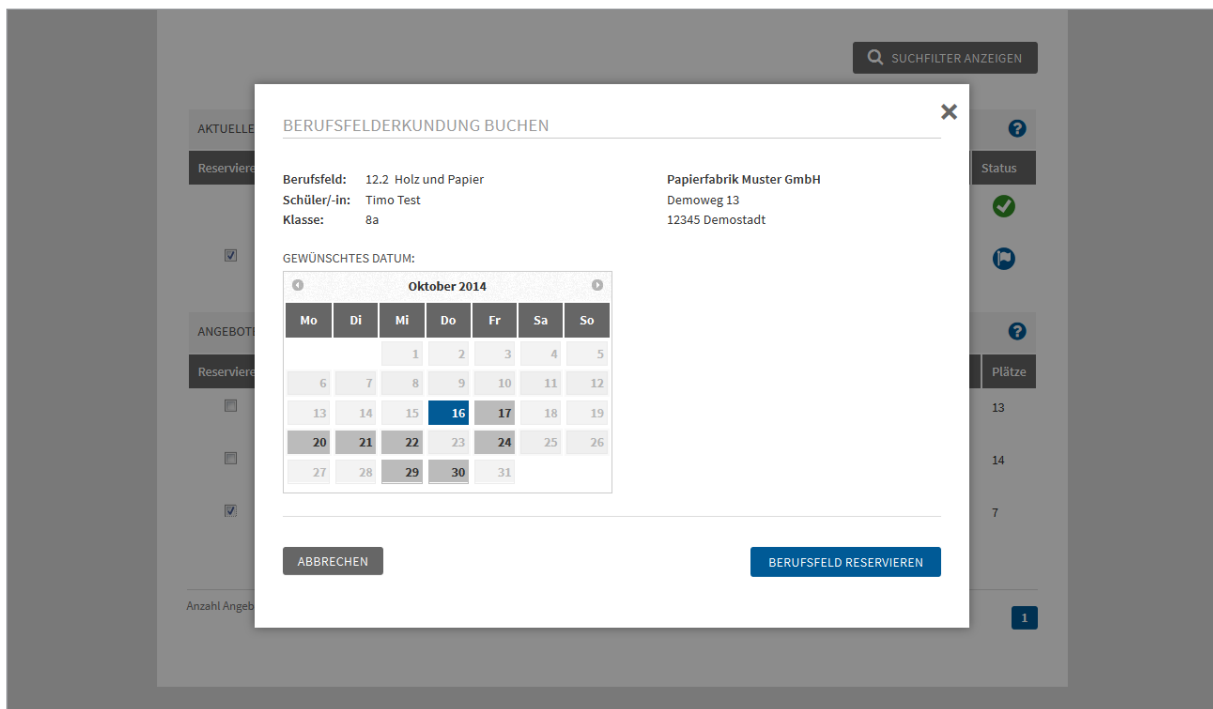 SUCHFILTER ANZEIGEN
AKTUELLE
BERUFSFELDERKUNDUNG BUCHEN
Reserviere
Status
Berufsfeld: 12.2 Holz und Papier
Schüler/-in: Timo Test
Klasse: 8a
Papierfabrik Muster GmbH
Demoweg 13
12345 Demostadt
GEWÜNSCHTES DATUM:
Oktober 2014
Mo Di Mi Do Fr Sa So
1 2 3 4 5
6 7 8 9 10 11 12
13 14 15 16 17 18 19
20 21 22 23 24 25 26
27 28 29 30 31
ANGEBOT
Reserviere
Plätze
13
14
7
ABBRECHEN
BERUFSFELD RESERVIEREN
Anzahl Angeb
1